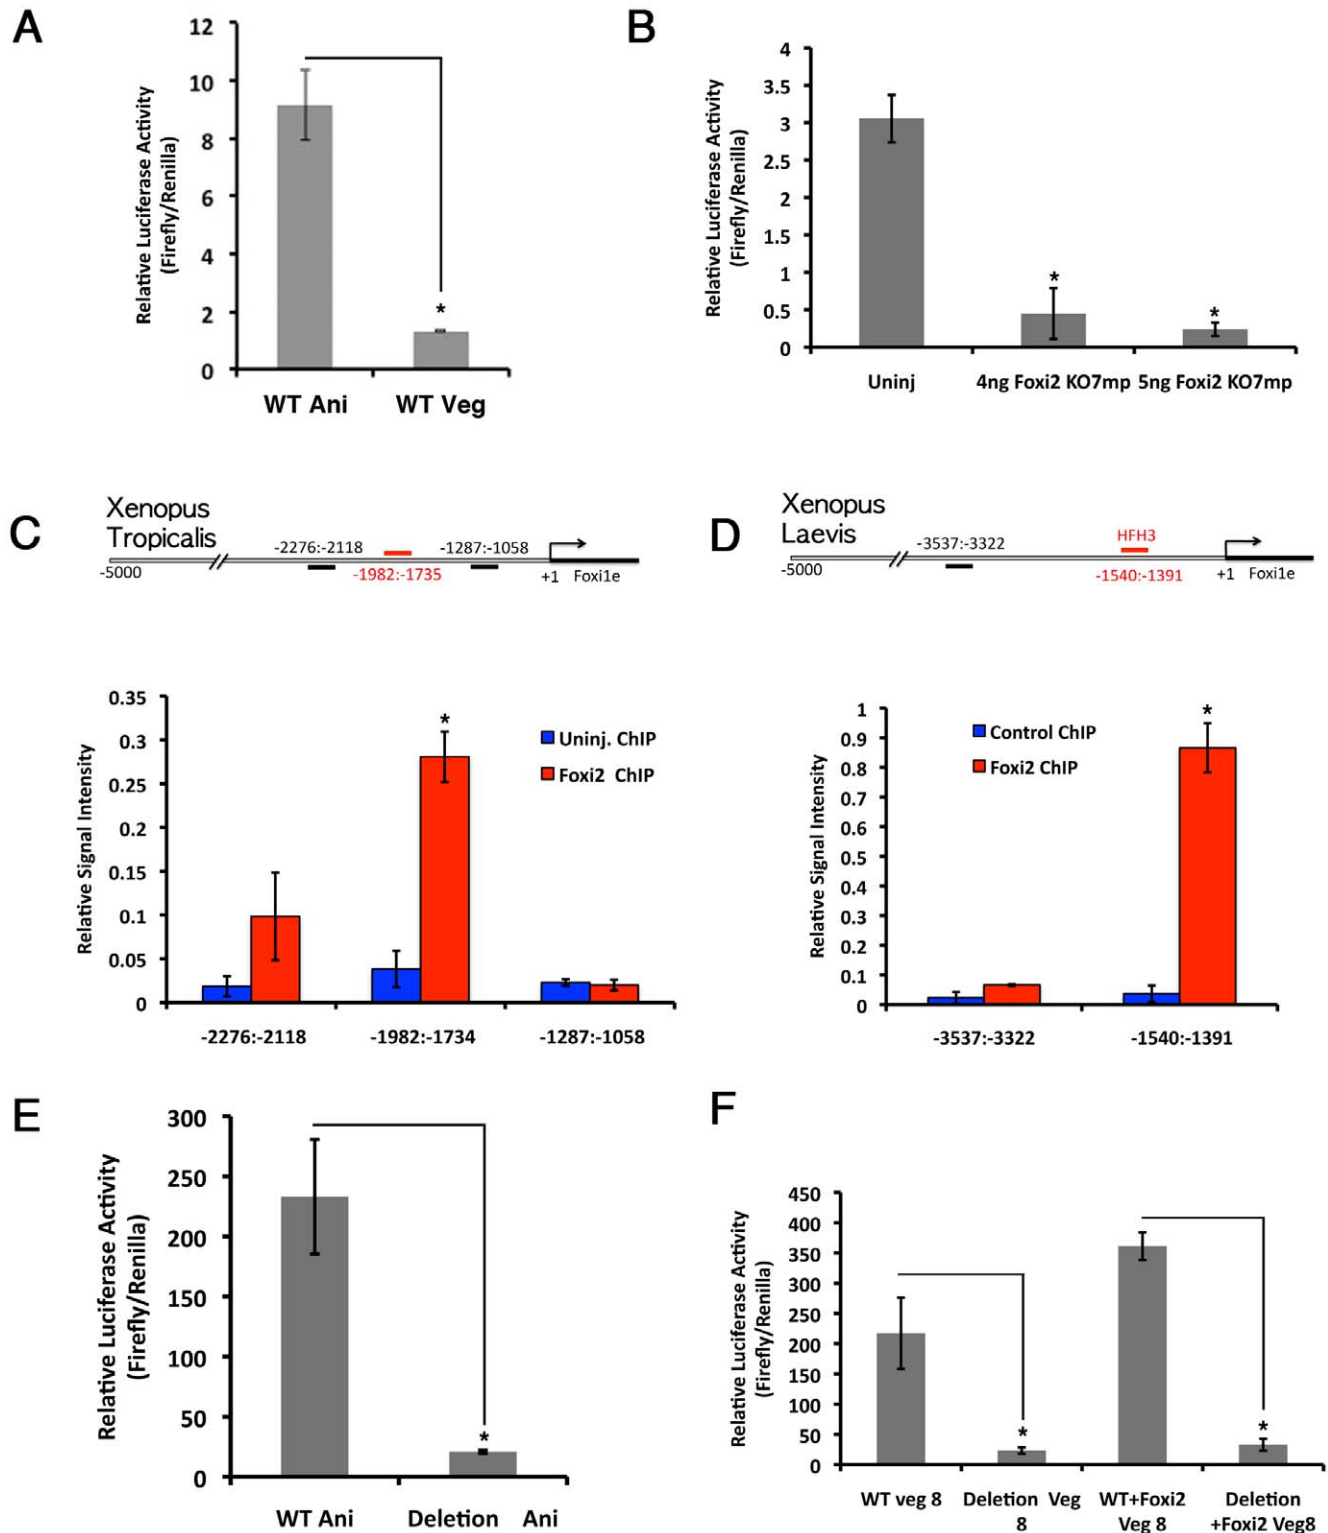 A
Relative Luciferase Activity
(Firefly/Renilla)
12
10
8
6
4
2
0
*
WT Ani
WT Veg
B
Relative Luciferase Activity
(Firefly/Renilla)
4
3.5
3
2.5
2
1.5
1
0.5
0
*
*
Uninj
4ng Foxi2 KO7mp
5ng Foxi2 KO7mp
C
Xenopus
Tropicalis
-2276:-2118
-1287:-1058
-5000
-1982:-1735
+1
Foxi1e
Relative Signal Intensity
0.35
0.3
0.25
0.2
0.15
0.1
0.05
0
*
Uninj. ChIP
Foxi2 ChIP
-2276:-2118
-1982:-1734
-1287:-1058
D
Xenopus
Laevis
-3537:-3322
HFH3
-5000
-1540:-1391
+1
Foxi1e
Relative Signal Intensity
1
0.9
0.8
0.7
0.6
0.5
0.4
0.3
0.2
0.1
0
*
Control ChIP
Foxi2 ChIP
-3537:-3322
-1540:-1391
E
Relative Luciferase Activity
(Firefly/Renilla)
300
250
200
150
100
50
0
*
WT Ani
Deletion Ani
F
Relative Luciferase Activity
(Firefly/Renilla)
450
400
350
300
250
200
150
100
50
0
*
*
WT veg 8
Deletion Veg
8
WT+Foxi2
Veg 8
Deletion
+Foxi2 Veg8